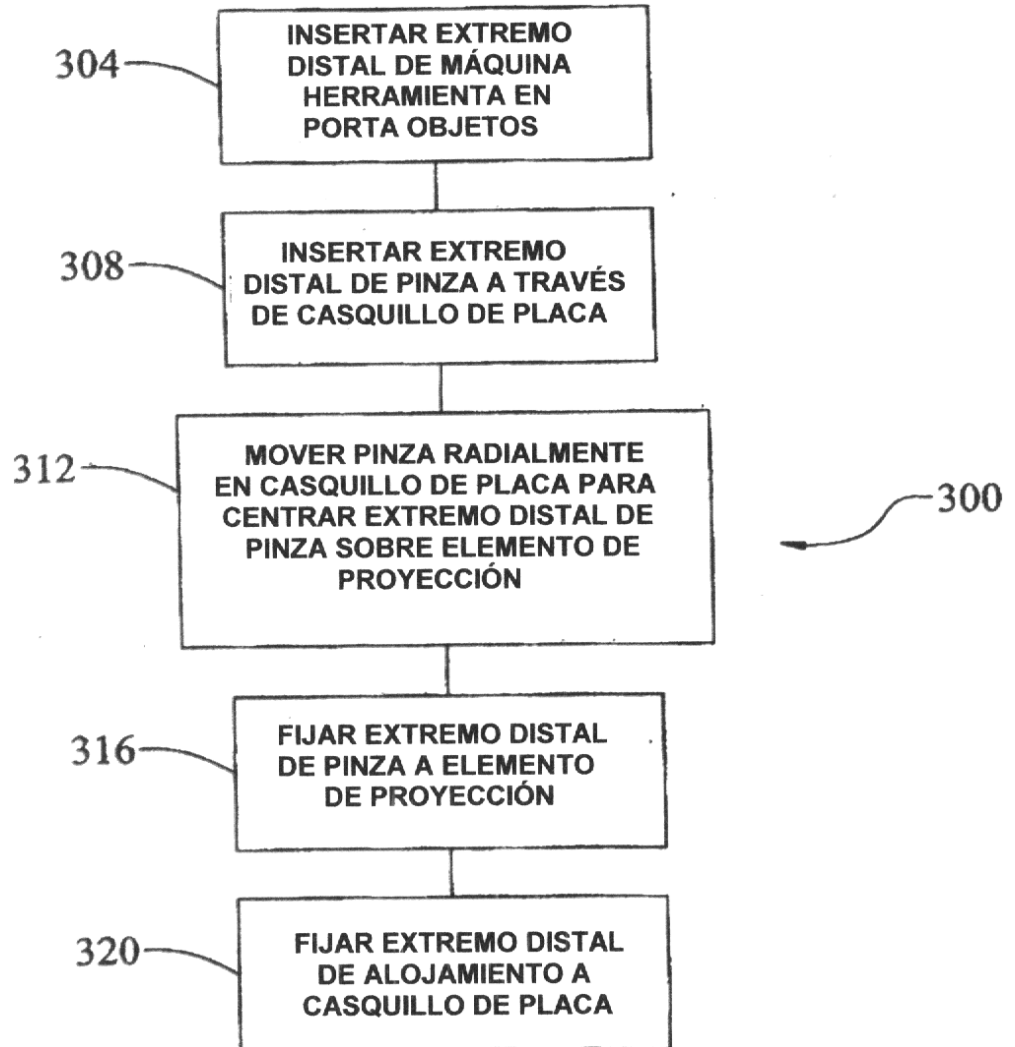 304
INSERTAR EXTREMO
DISTAL DE MÁQUINA
HERRAMIENTA EN
PORTA OBJETOS
308
INSERTAR EXTREMO
DISTAL DE PINZA A TRAVÉS
DE CASQUILLO DE PLACA
312
MOVER PINZA RADIALMENTE
EN CASQUILLO DE PLACA PARA
CENTRAR EXTREMO DISTAL DE
PINZA SOBRE ELEMENTO DE
PROYECCIÓN
300
316
FIJAR EXTREMO DISTAL
DE PINZA A ELEMENTO
DE PROYECCIÓN
320
FIJAR EXTREMO DISTAL
DE ALOJAMIENTO A
CASQUILLO DE PLACA